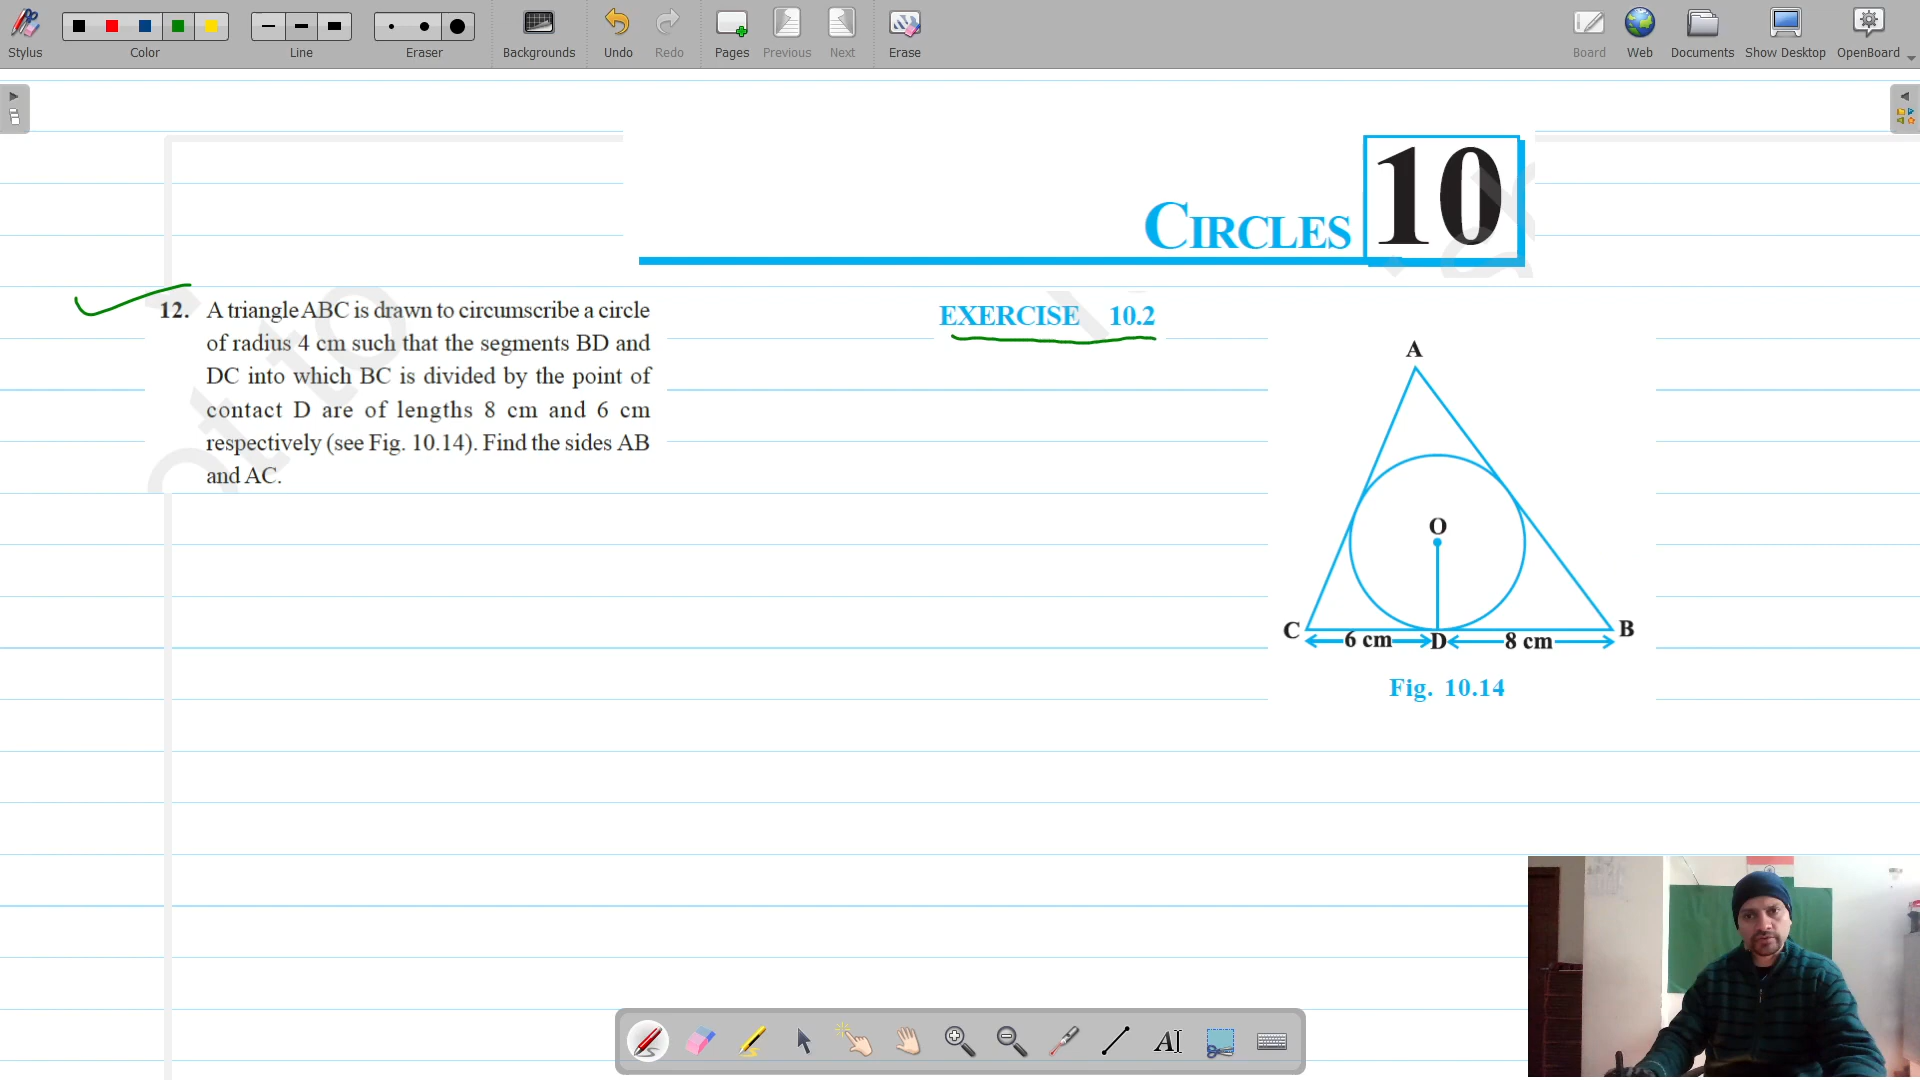 Stylus
Color
Line
Eraser
Backgrounds
Undo
Redo
Pages
Previous
Next
Erase
Board
Web
Documents
Show Desktop
OpenBoard
CIRCLES 10
12. A triangle ABC is drawn to circumscribe a circle
of radius 4 cm such that the segments BD and
DC into which BC is divided by the point of
contact D are of lengths 8 cm and 6 cm
respectively (see Fig. 10.14). Find the sides AB
and AC.
EXERCISE 10.2
A
O
C
B
6 cm
D
8 cm
Fig. 10.14
AI